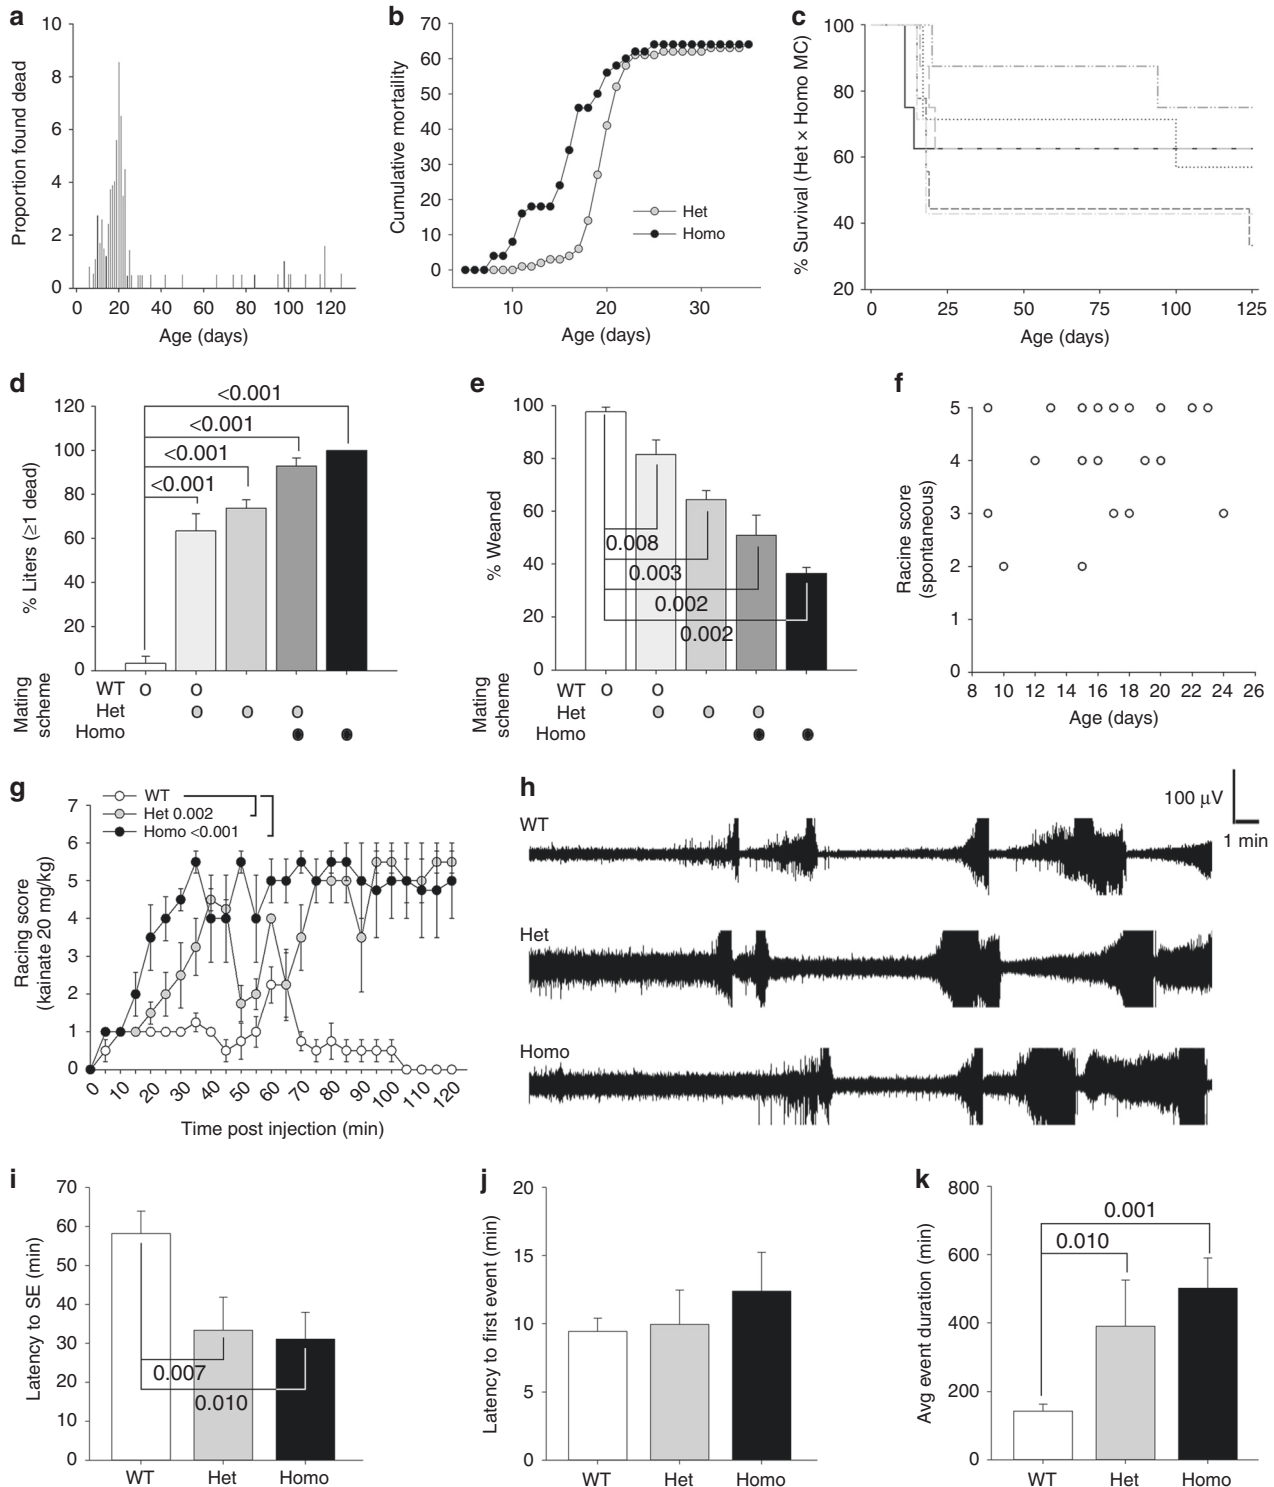 a
10
8
6
4
2
0
Proportion found dead
0 20 40 60 80 100 120
Age (days)
b
70
60
50
40
30
20
10
0
Cumulative mortaility
Het
Homo
10 20 30
Age (days)
c
100
80
60
40
20
% Survival (Het × Homo MC)
0 25 50 75 100 125
Age (days)
d
<0.001
<0.001
<0.001
<0.001
120
100
80
60
40
20
0
% Liters (≥1 dead)
Mating scheme
WT
Het
Homo
e
100
80
60
40
20
0
% Weaned
0.008
0.003
0.002
0.002
Mating scheme
WT
Het
Homo
f
5
4
3
2
1
0
Racine score
(spontaneous)
8 10 12 14 16 18 20 22 24 26
Age (days)
g
WT
Het 0.002
Homo <0.001
7
6
5
4
3
2
1
0
Racing score
(kainate 20 mg/kg)
0 10 20 30 40 50 60 70 80 90 100 110 120
Time post injection (min)
h
100 μV
1 min
WT
Het
Homo
i
70
60
50
40
30
20
10
0
Latency to SE (min)
0.007
0.010
WT Het Homo
j
20
15
10
5
0
Latency to first event (min)
WT Het Homo
k
800
600
400
200
0
Avg event duration (min)
0.001
0.010
WT Het Homo